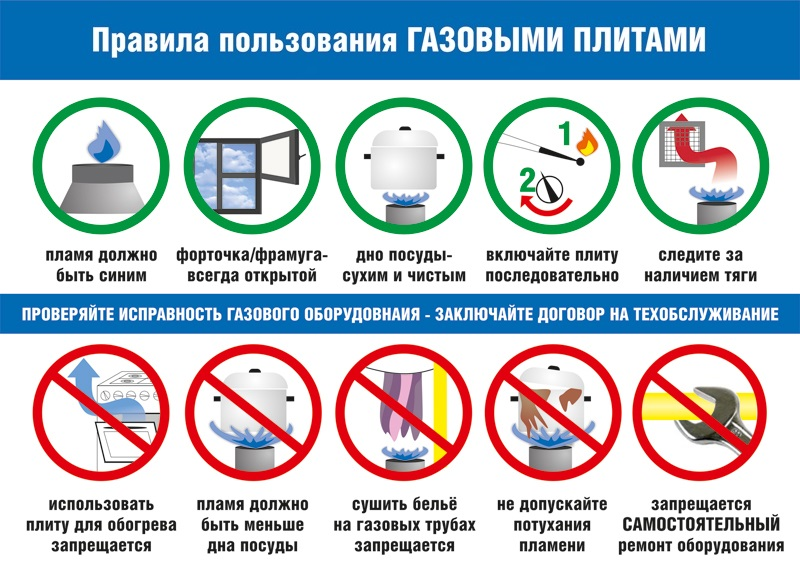 Правила пользования ГАЗОВЫМИ ПЛИТАМИ
1
2
пламя должно
быть синим
форточка/фрамуга-
всегда открытой
дно посуды-
сухим и чистым
включайте плиту
последовательно
следите за
наличием тяги
ПРОВЕРЯЙТЕ ИСПРАВНОСТЬ ГАЗОВОГО ОБОРУДОВНАИЯ - ЗАКЛЮЧАЙТЕ ДОГОВОР НА ТЕХОБСЛУЖИВАНИЕ
использовать
плиту для обогрева
запрещается
пламя должно
быть меньше
дна посуды
сушить бельё
на газовых трубах
запрещается
не допускайте
потухания
пламени
запрещается
САМОСТОЯТЕЛЬНЫЙ
ремонт оборудования